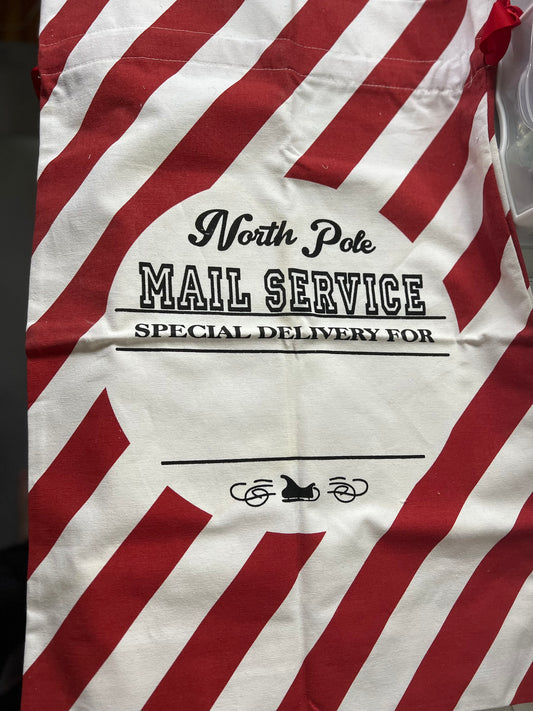 North Pole
MAIL SERVICE
SPECIAL DELIVERY FOR